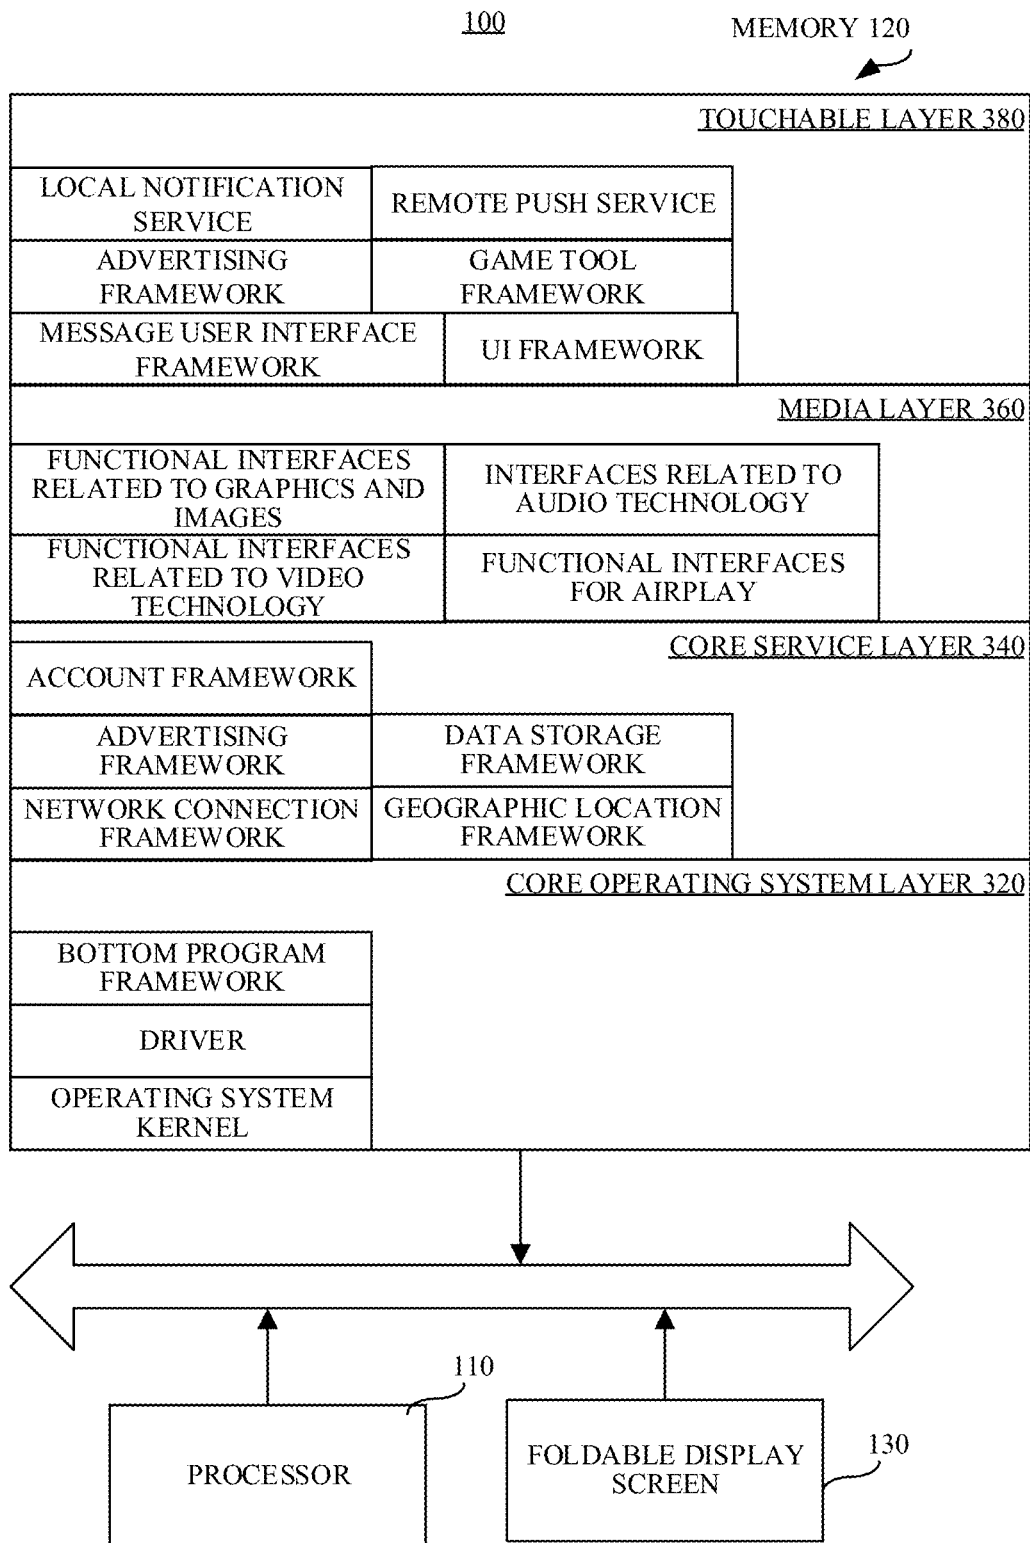 100
MEMORY 120
TOUCHABLE LAYER 380
LOCAL NOTIFICATION
SERVICE
REMOTE PUSH SERVICE
ADVERTISING
FRAMEWORK
GAME TOOL
FRAMEWORK
MESSAGE USER INTERFACE
FRAMEWORK
UI FRAMEWORK
MEDIA LAYER 360
FUNCTIONAL INTERFACES
RELATED TO GRAPHICS AND
IMAGES
INTERFACES RELATED TO
AUDIO TECHNOLOGY
FUNCTIONAL INTERFACES
RELATED TO VIDEO
TECHNOLOGY
FUNCTIONAL INTERFACES
FOR AIRPLAY
CORE SERVICE LAYER 340
ACCOUNT FRAMEWORK
ADVERTISING
FRAMEWORK
DATA STORAGE
FRAMEWORK
NETWORK CONNECTION
FRAMEWORK
GEOGRAPHIC LOCATION
FRAMEWORK
CORE OPERATING SYSTEM LAYER 320
BOTTOM PROGRAM
FRAMEWORK
DRIVER
OPERATING SYSTEM
KERNEL
110
PROCESSOR
FOLDABLE DISPLAY
SCREEN
130